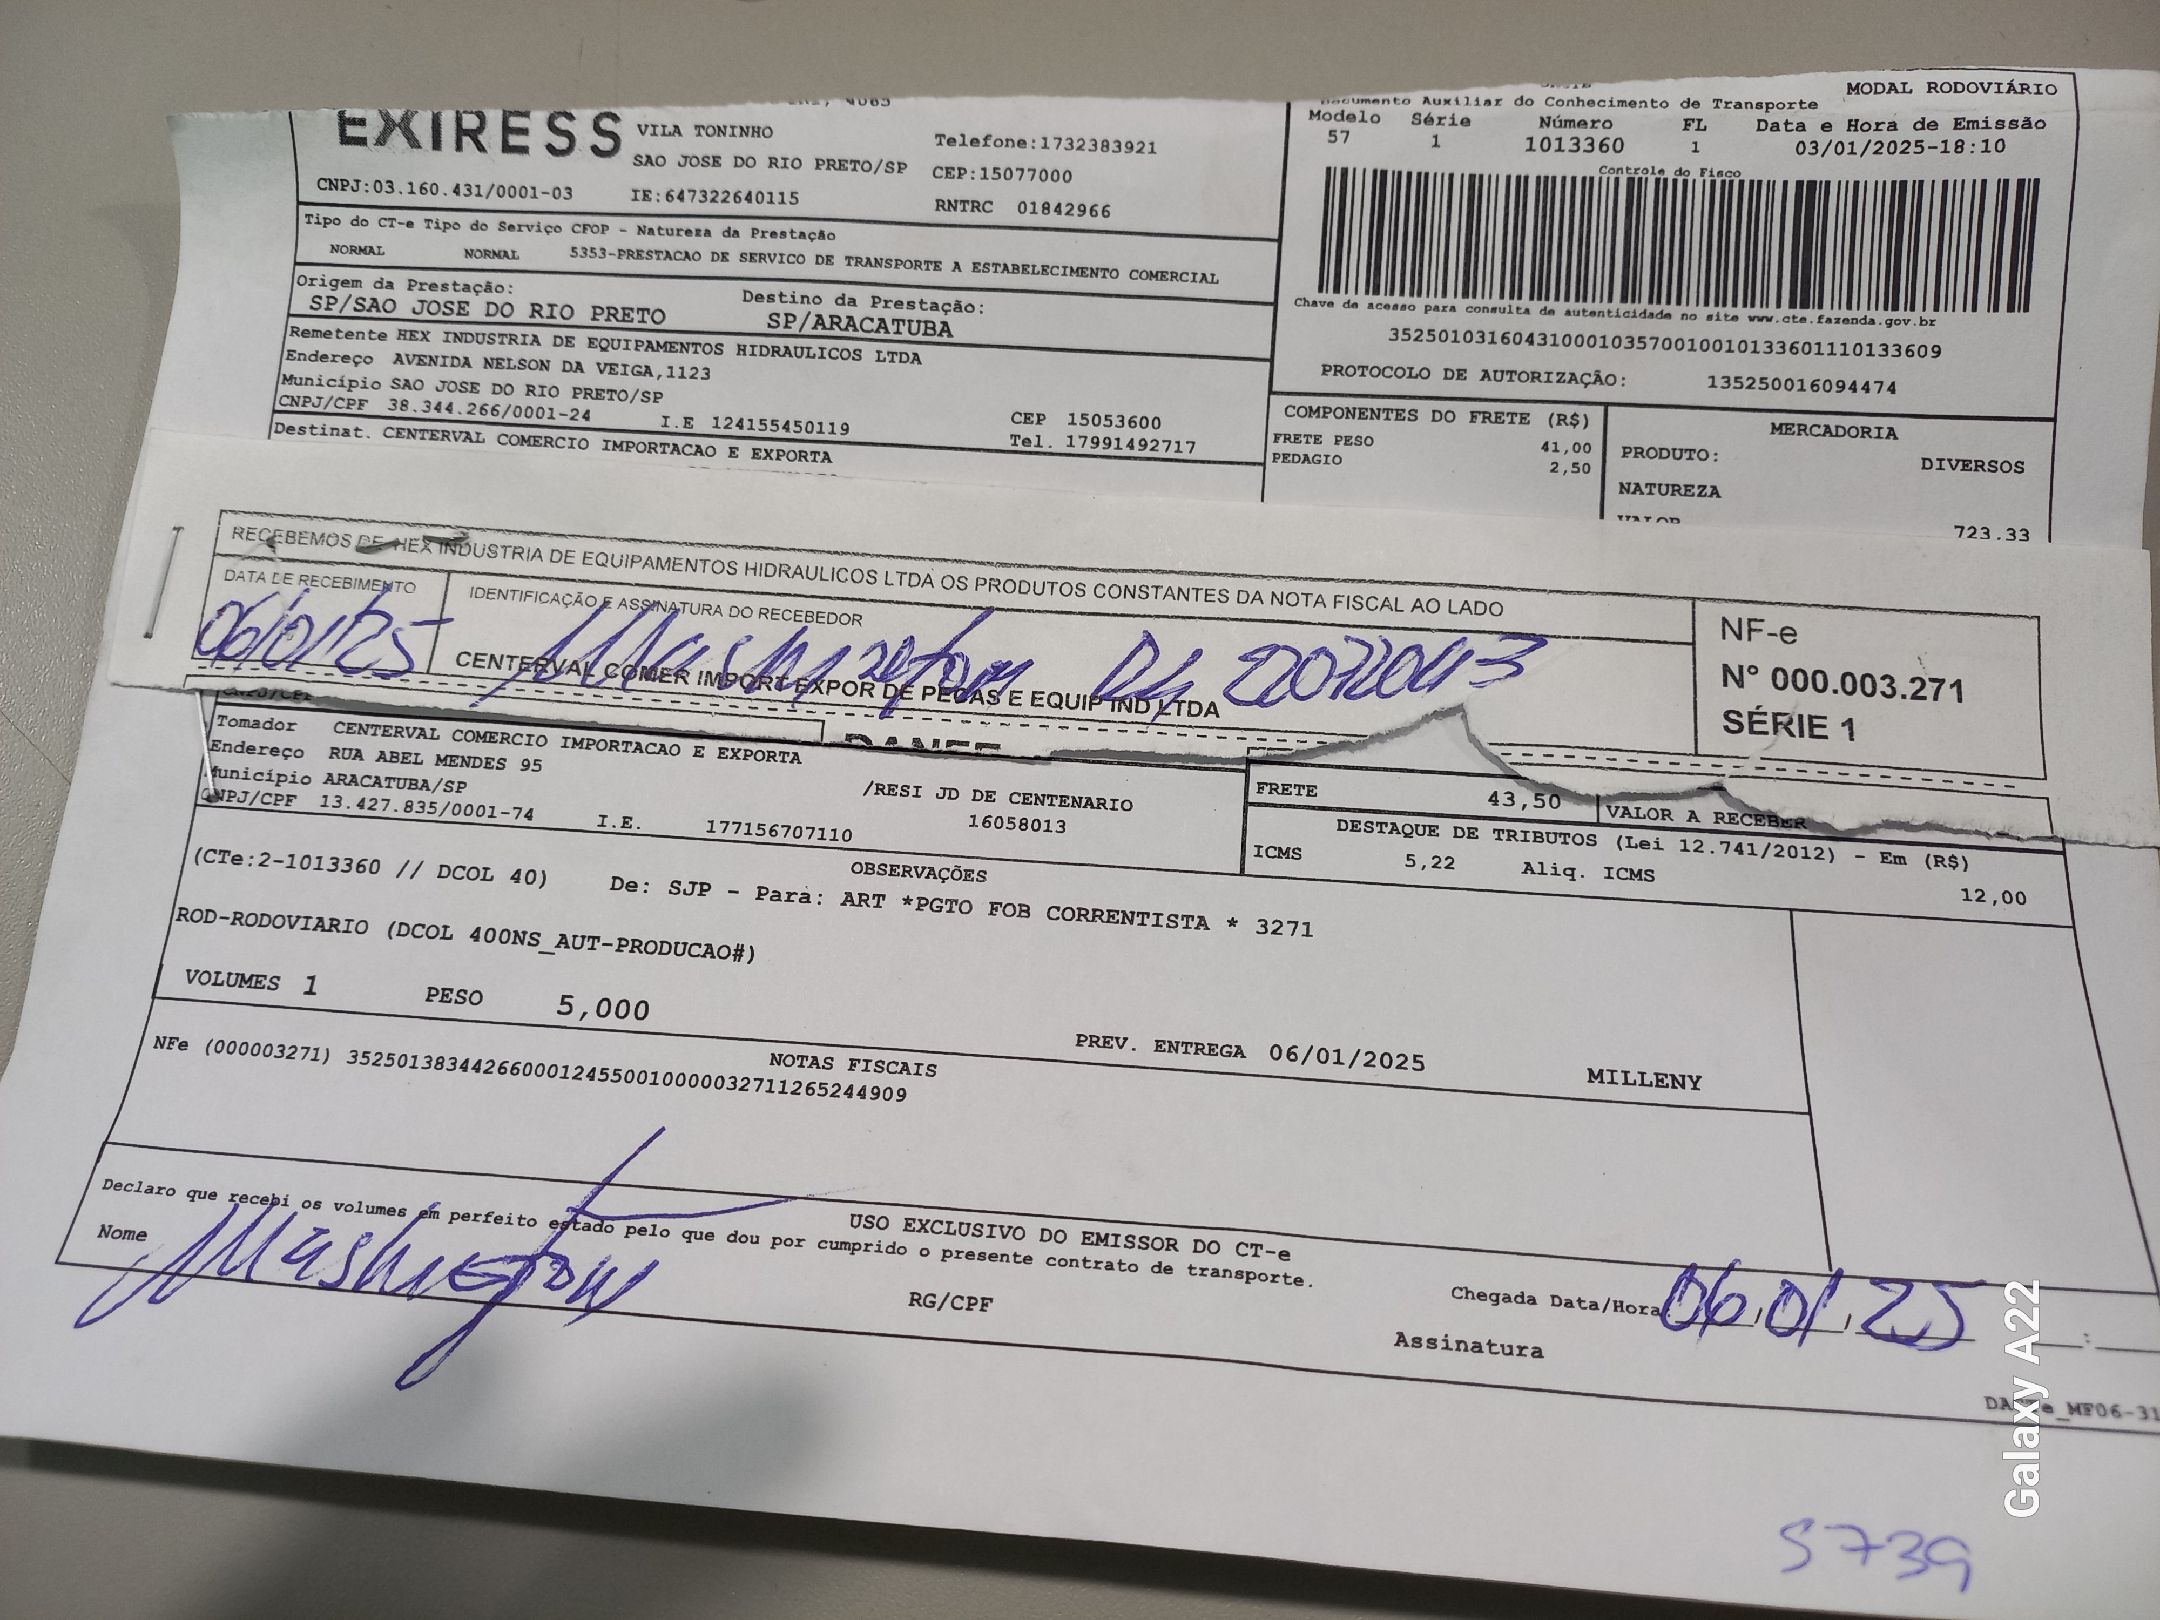 MODAL RODOVIÁRIO
Documento Auxiliar do Conhecimento de Transporte
Modelo Série Número FL Data e Hora de Emissão
57 1 1013360 1 03/01/2025-18:10
Controle do Fisco
EXIRESS
VILA TONINHO
SAO JOSE DO RIO PRETO/SP
Telefone:1732383921
CEP:15077000
CNPJ:03.160.431/0001-03 IE:647322640115 RNTRC 01842966
Tipo do CT-e Tipo do Serviço CFOP - Natureza da Prestação
NORMAL NORMAL 5353-PRESTACAO DE SERVICO DE TRANSPORTE A ESTABELECIMENTO COMERCIAL
Origem da Prestação: Destino da Prestação:
SP/SAO JOSE DO RIO PRETO SP/ARACATUBA
Remetente HEX INDUSTRIA DE EQUIPAMENTOS HIDRAULICOS LTDA
Endereço AVENIDA NELSON DA VEIGA,1123
Município SAO JOSE DO RIO PRETO/SP
CNPJ/CPF 38.344.266/0001-24 I.E 124155450119
CEP 15053600
Tel. 17991492717
Destinat. CENTERVAL COMERCIO IMPORTACAO E EXPORTA
Chave de acesso para consulta de autenticidade no site www.cte.fazenda.gov.br
35250103160431000103570010010133601110133609
PROTOCOLO DE AUTORIZAÇÃO: 135250016094474
COMPONENTES DO FRETE (R$)
FRETE PESO 41,00
PEDAGIO 2,50
MERCADORIA
PRODUTO: DIVERSOS
NATUREZA
VALOR 723.33
RECEBEMOS DE HEX INDUSTRIA DE EQUIPAMENTOS HIDRAULICOS LTDA OS PRODUTOS CONSTANTES DA NOTA FISCAL AO LADO
DATA DE RECEBIMENTO
IDENTIFICAÇÃO E ASSINATURA DO RECEBEDOR
06/01/25 Washington
CENTERVAL COMER IMPORT EXPOR DE PECAS E EQUIP IND LTDA
NF-e
N° 000.003.271
SÉRIE 1
CNPJ/CPF
DANFE
Tomador CENTERVAL COMERCIO IMPORTACAO E EXPORTA
Endereço RUA ABEL MENDES 95
/RESI JD DE CENTENARIO
Município ARACATUBA/SP
16058013
CNPJ/CPF 13.427.835/0001-74 I.E. 177156707110
FRETE 43,50 VALOR A RECEBER
DESTAQUE DE TRIBUTOS (Lei 12.741/2012) - Em (R$)
ICMS 5,22 Aliq. ICMS 12,00
OBSERVAÇÕES
(CTe:2-1013360 // DCOL 40) De: SJP - Para: ART *PGTO FOB CORRENTISTA * 3271
ROD-RODOVIARIO (DCOL 400NS_AUT-PRODUCAO#)
VOLUMES 1 PESO 5,000 PREV. ENTREGA 06/01/2025 MILLENY
NOTAS FISCAIS
NFe (000003271) 35250138344266000124550010000032711265244909
USO EXCLUSIVO DO EMISSOR DO CT-e
Declaro que recebi os volumes em perfeito estado pelo que dou por cumprido o presente contrato de transporte.
Nome Washington RG/CPF Chegada Data/Hora 06/01/25 :
Assinatura
5739
Galaxy A22